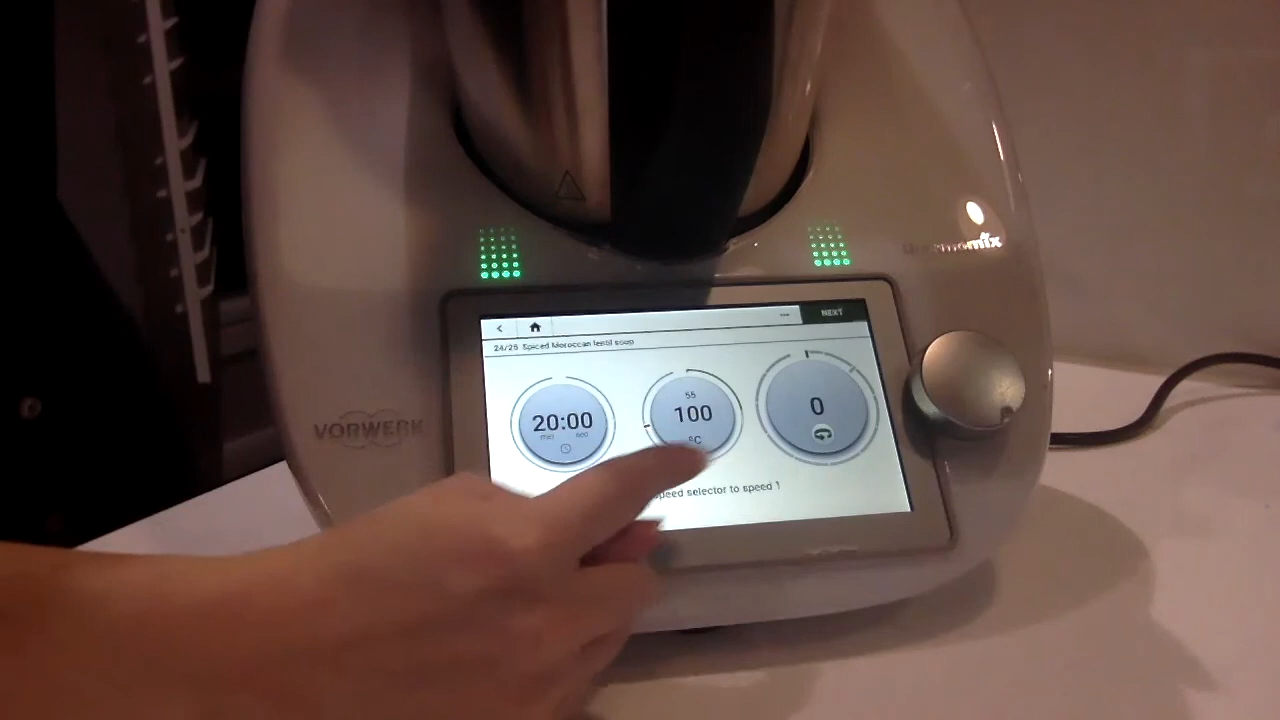 thermomix
NEXT
24/25 Spiced Moroccan lentil soup
20:00
min sec
55
100
°C
0
speed selector to speed 1
VORWERK